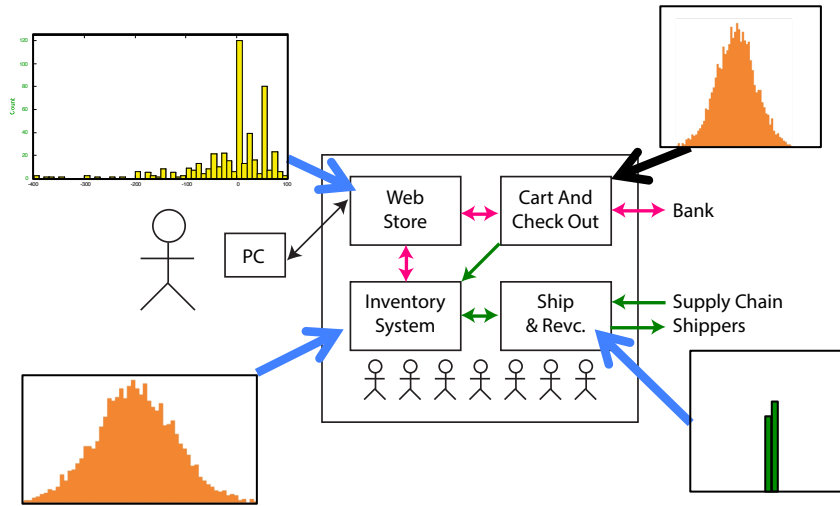 120
100
80
60
40
20
0
Count
-400
-300
-200
-100
0
100
Web
Store
Cart And
Check Out
Bank
PC
Inventory
System
Ship
& Revc.
Supply Chain
Shippers